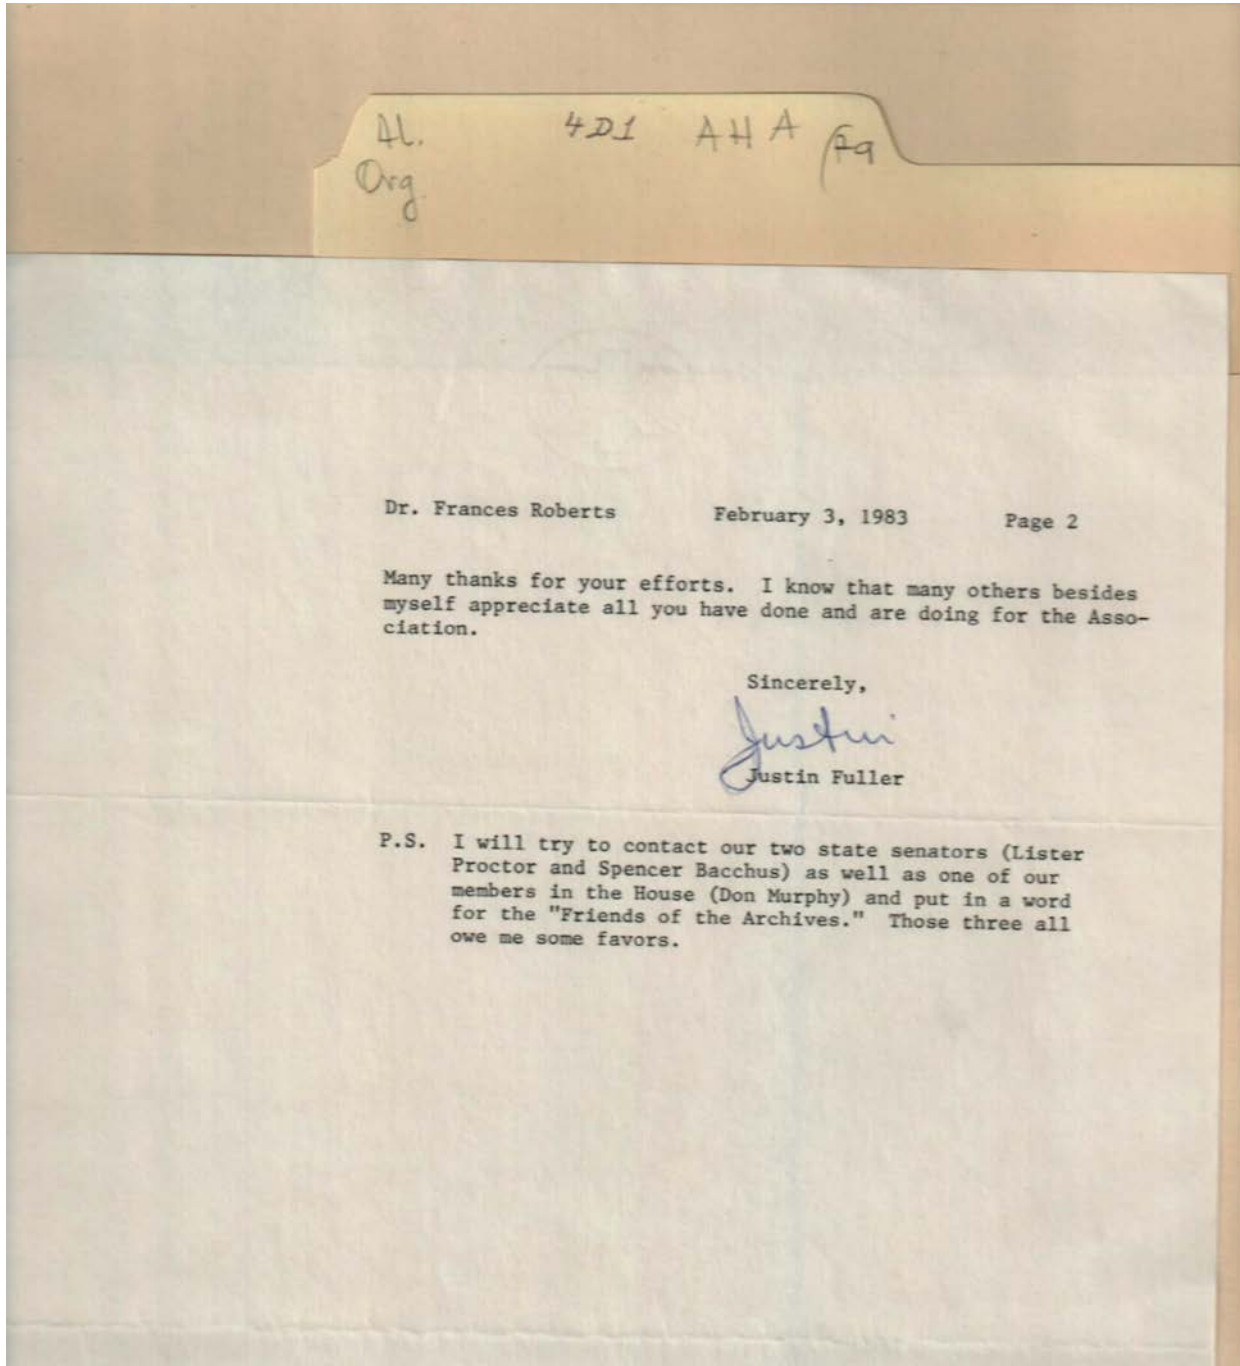 Al. 4D1 AHA
Org.
Dr. Frances Roberts February 3, 1983 Page 2
Many thanks for your efforts. I know that many others besides
myself appreciate all you have done and are doing for the Asso-
ciation.
Sincerely,
Justin
Justin Fuller
P.S. I will try to contact our two state senators (Lister
Proctor and Spencer Bacchus) as well as one of our
members in the House (Don Murphy) and put in a word
for the "Friends of the Archives." Those three all
owe me some favors.